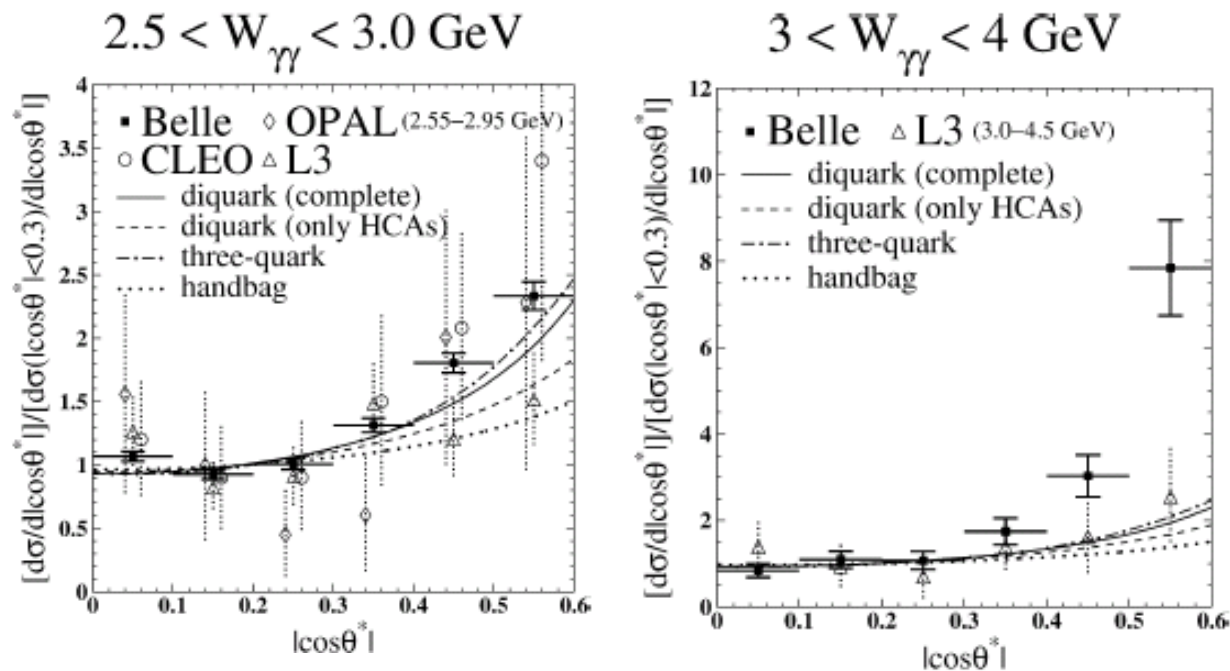 2.5 < W_γγ < 3.0 GeV
[dσ/d|cosθ*|]/[dσ(|cosθ*|<0.3)/d|cosθ*|]
4
3.5
3
2.5
2
1.5
1
0.5
0
Belle OPAL (2.55–2.95 GeV)
CLEO L3
diquark (complete)
diquark (only HCAs)
three-quark
handbag
0 0.1 0.2 0.3 0.4 0.5 0.6
|cosθ*|
3 < W_γγ < 4 GeV
[dσ/d|cosθ*|]/[dσ(|cosθ*|<0.3)/d|cosθ*|]
12
10
8
6
4
2
0
Belle L3 (3.0–4.5 GeV)
diquark (complete)
diquark (only HCAs)
three-quark
handbag
0 0.1 0.2 0.3 0.4 0.5 0.6
|cosθ*|